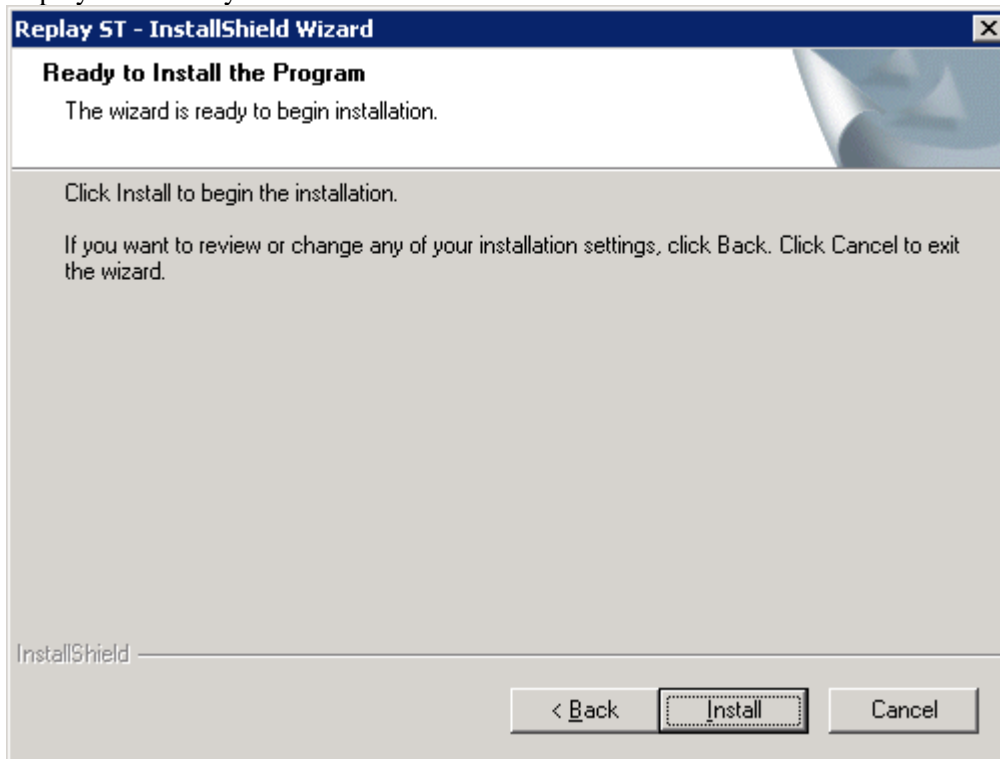 Replay ST - InstallShield Wizard
Ready to Install the Program
The wizard is ready to begin installation.
Click Install to begin the installation.
If you want to review or change any of your installation settings, click Back. Click Cancel to exit
the wizard.
InstallShield
< Back Install Cancel